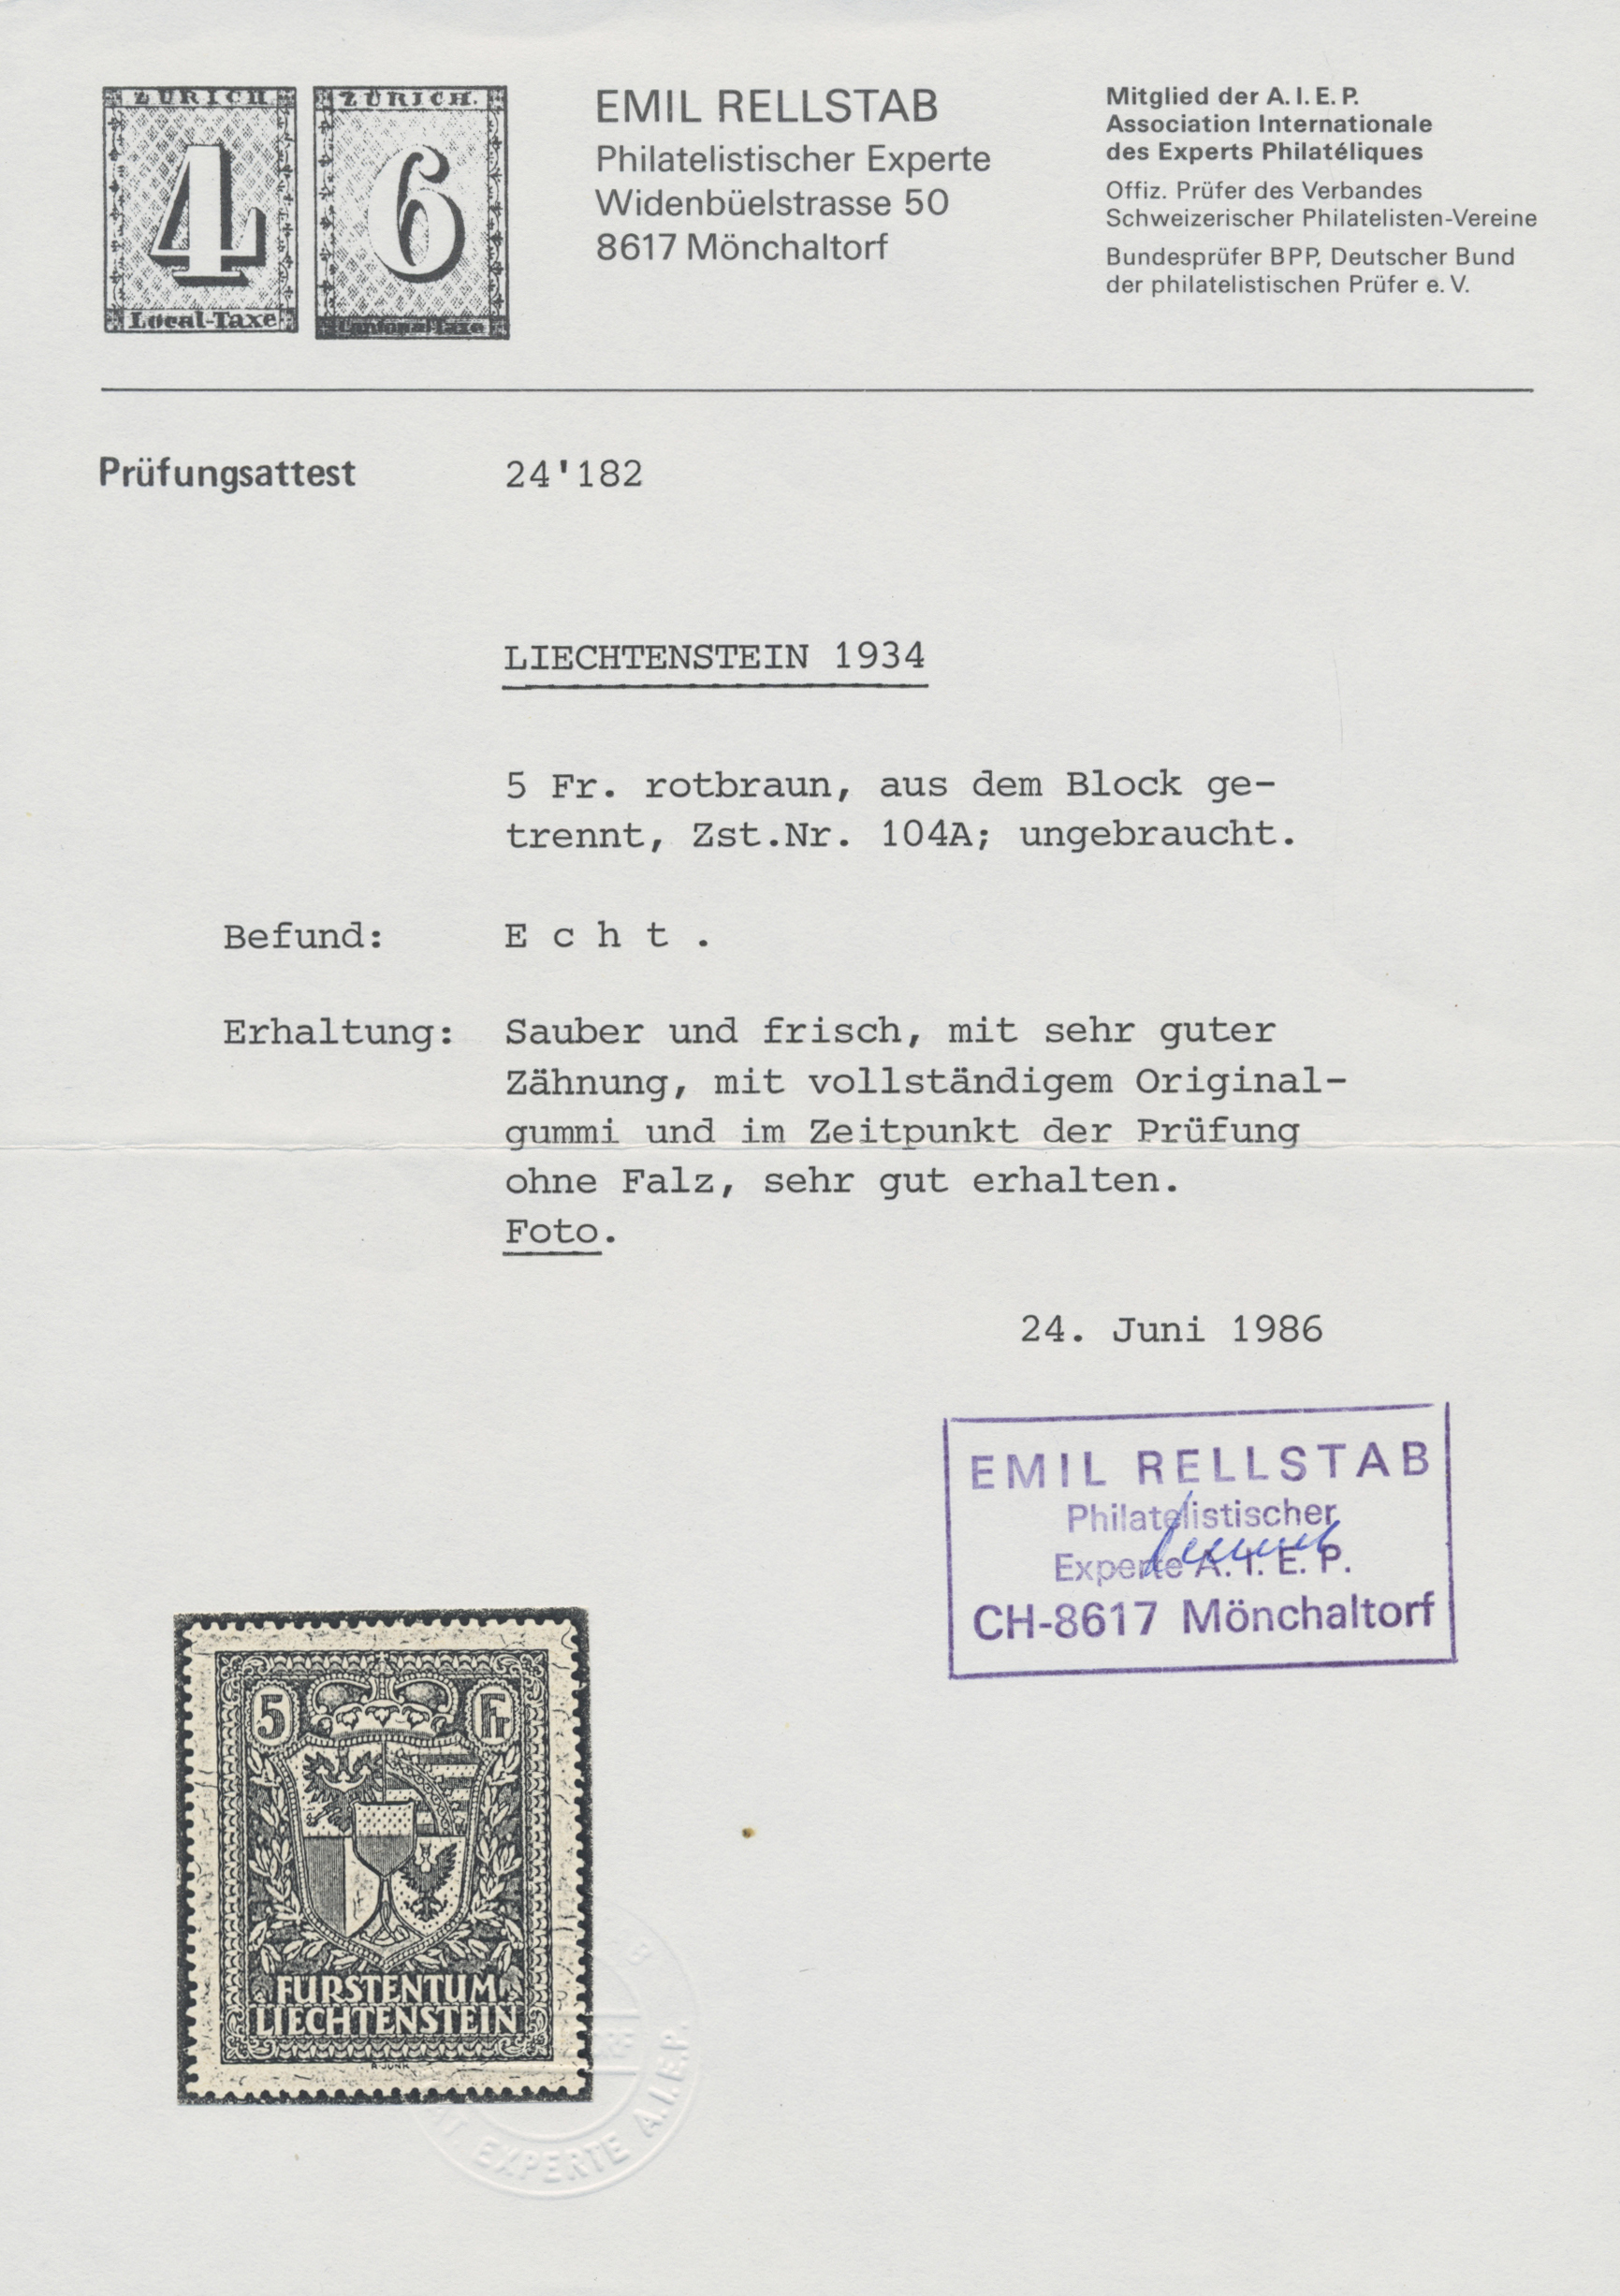 ZÜRICH
4
Local-Taxe
ZÜRICH.
6
Cantonal-Taxe
EMIL RELLSTAB
Philatelistischer Experte
Widenbüelstrasse 50
8617 Mönchaltorf
Mitglied der A. I. E. P.
Association Internationale
des Experts Philatéliques
Offiz. Prüfer des Verbandes
Schweizerischer Philatelisten-Vereine
Bundesprüfer BPP, Deutscher Bund
der philatelistischen Prüfer e. V.
Prüfungsattest 24'182
LIECHTENSTEIN 1934
5 Fr. rotbraun, aus dem Block ge-
trennt, Zst.Nr. 104A; ungebraucht.
Befund: E c h t .
Erhaltung: Sauber und frisch, mit sehr guter
Zähnung, mit vollständigem Original-
gummi und im Zeitpunkt der Prüfung
ohne Falz, sehr gut erhalten.
Foto.
24. Juni 1986
EMIL RELLSTAB
Philatelistischer
Experte A. I. E. P.
CH-8617 Mönchaltorf
5 Fr
FÜRSTENTUM
LIECHTENSTEIN
EXPERTE A.I.E.P.